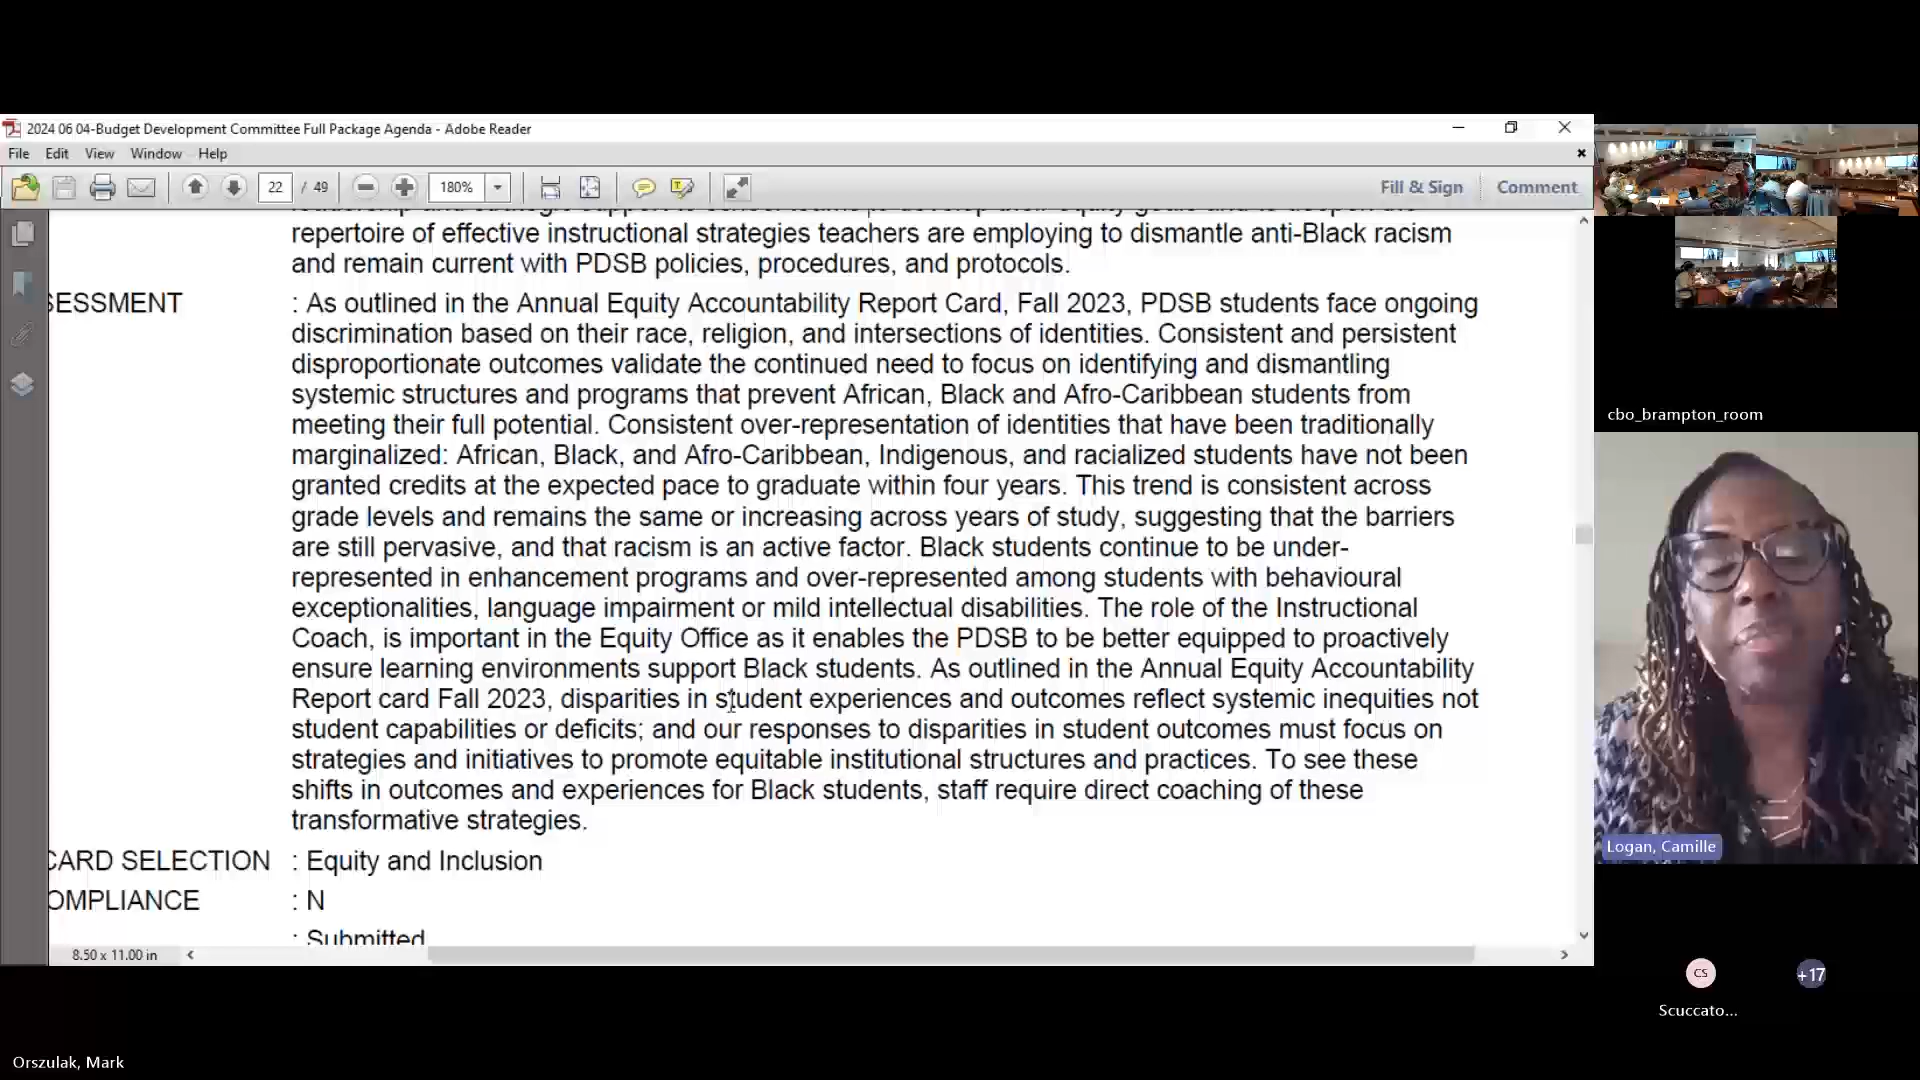 2024 06 04-Budget Development Committee Full Package Agenda - Adobe Reader
File Edit View Window Help
22 / 49 180% Fill & Sign Comment
repertoire of effective instructional strategies teachers are employing to dismantle anti-Black racism
and remain current with PDSB policies, procedures, and protocols.
SESSMENT : As outlined in the Annual Equity Accountability Report Card, Fall 2023, PDSB students face ongoing
discrimination based on their race, religion, and intersections of identities. Consistent and persistent
disproportionate outcomes validate the continued need to focus on identifying and dismantling
systemic structures and programs that prevent African, Black and Afro-Caribbean students from
meeting their full potential. Consistent over-representation of identities that have been traditionally
marginalized: African, Black, and Afro-Caribbean, Indigenous, and racialized students have not been
granted credits at the expected pace to graduate within four years. This trend is consistent across
grade levels and remains the same or increasing across years of study, suggesting that the barriers
are still pervasive, and that racism is an active factor. Black students continue to be under-
represented in enhancement programs and over-represented among students with behavioural
exceptionalities, language impairment or mild intellectual disabilities. The role of the Instructional
Coach, is important in the Equity Office as it enables the PDSB to be better equipped to proactively
ensure learning environments support Black students. As outlined in the Annual Equity Accountability
Report card Fall 2023, disparities in student experiences and outcomes reflect systemic inequities not
student capabilities or deficits; and our responses to disparities in student outcomes must focus on
strategies and initiatives to promote equitable institutional structures and practices. To see these
shifts in outcomes and experiences for Black students, staff require direct coaching of these
transformative strategies.
CARD SELECTION : Equity and Inclusion
OMPLIANCE : N
: Submitted
8.50 x 11.00 in
cbo_brampton_room
Logan, Camille
CS
+17
Scuccato...
Orszulak, Mark